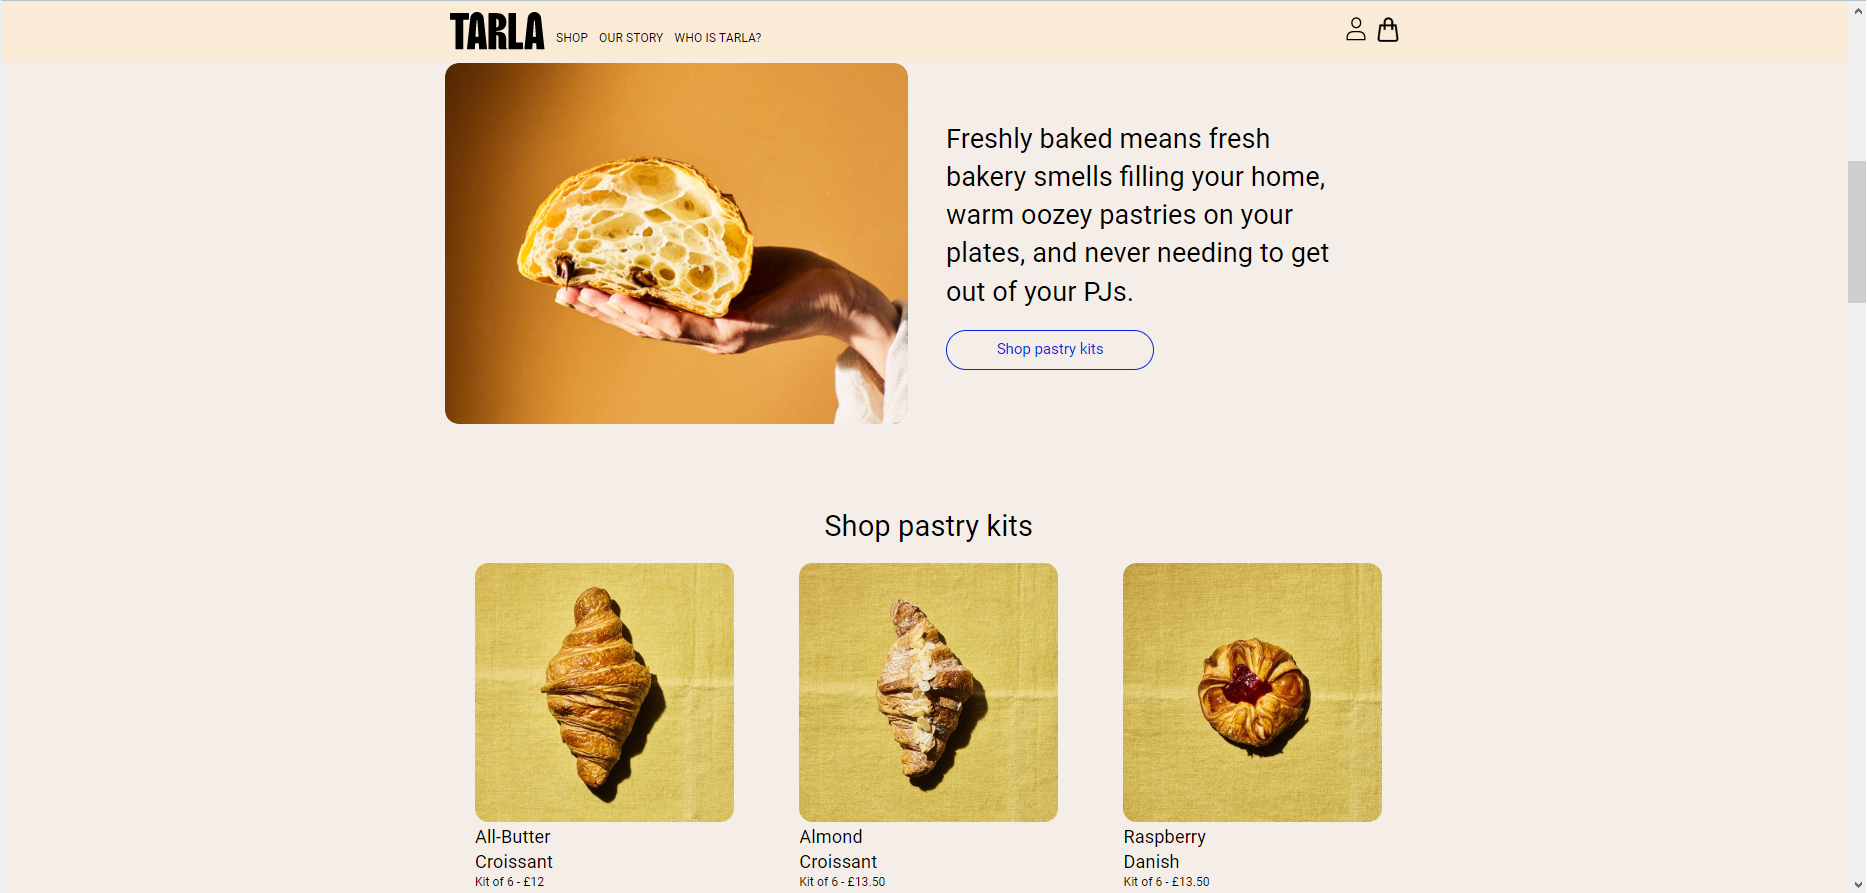 TARLA
SHOP OUR STORY WHO IS TARLA?
Freshly baked means fresh
bakery smells filling your home,
warm oozey pastries on your
plates, and never needing to get
out of your PJs.
Shop pastry kits
Shop pastry kits
All-Butter
Croissant
Kit of 6 - £12
Almond
Croissant
Kit of 6 - £13.50
Raspberry
Danish
Kit of 6 - £13.50